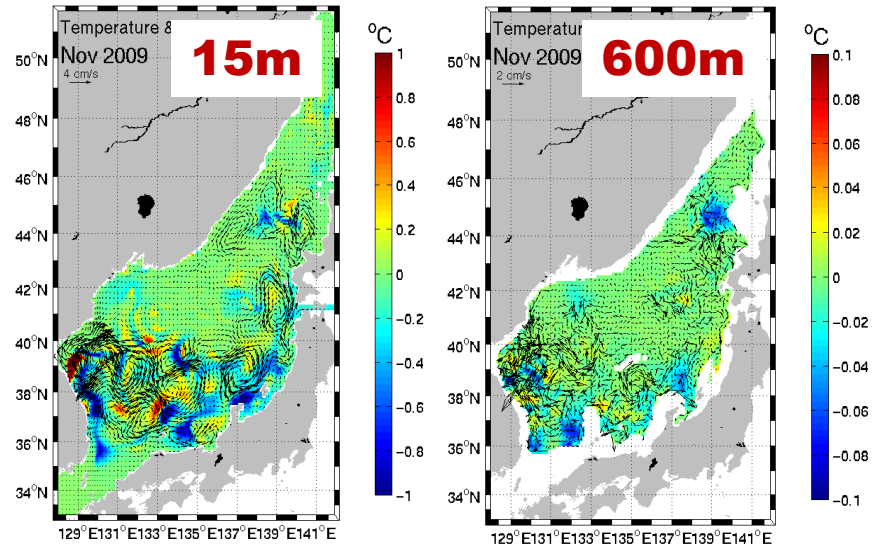 Temperature &
Nov 2009
4 cm/s
15m
50°N
48°N
46°N
44°N
42°N
40°N
38°N
36°N
34°N
129°E131°E133°E135°E137°E139°E141°E
°C
1
0.8
0.6
0.4
0.2
0
−0.2
−0.4
−0.6
−0.8
−1
Temperatur
Nov 2009
2 cm/s
600m
50°N
48°N
46°N
44°N
42°N
40°N
38°N
36°N
34°N
129°E131°E133°E135°E137°E139°E141°E
°C
0.1
0.08
0.06
0.04
0.02
0
−0.02
−0.04
−0.06
−0.08
−0.1